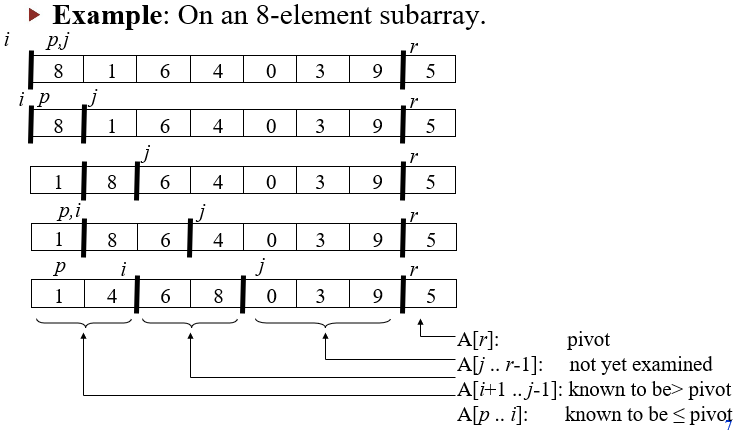 ▶ Example: On an 8-element subarray.
i p,j r
8 1 6 4 0 3 9 5
i p j r
8 1 6 4 0 3 9 5
j r
1 8 6 4 0 3 9 5
p,i j r
1 8 6 4 0 3 9 5
p i j r
1 4 6 8 0 3 9 5
A[r]: pivot
A[j .. r-1]: not yet examined
A[i+1 .. j-1]: known to be> pivot
A[p .. i]: known to be ≤ pivot
7